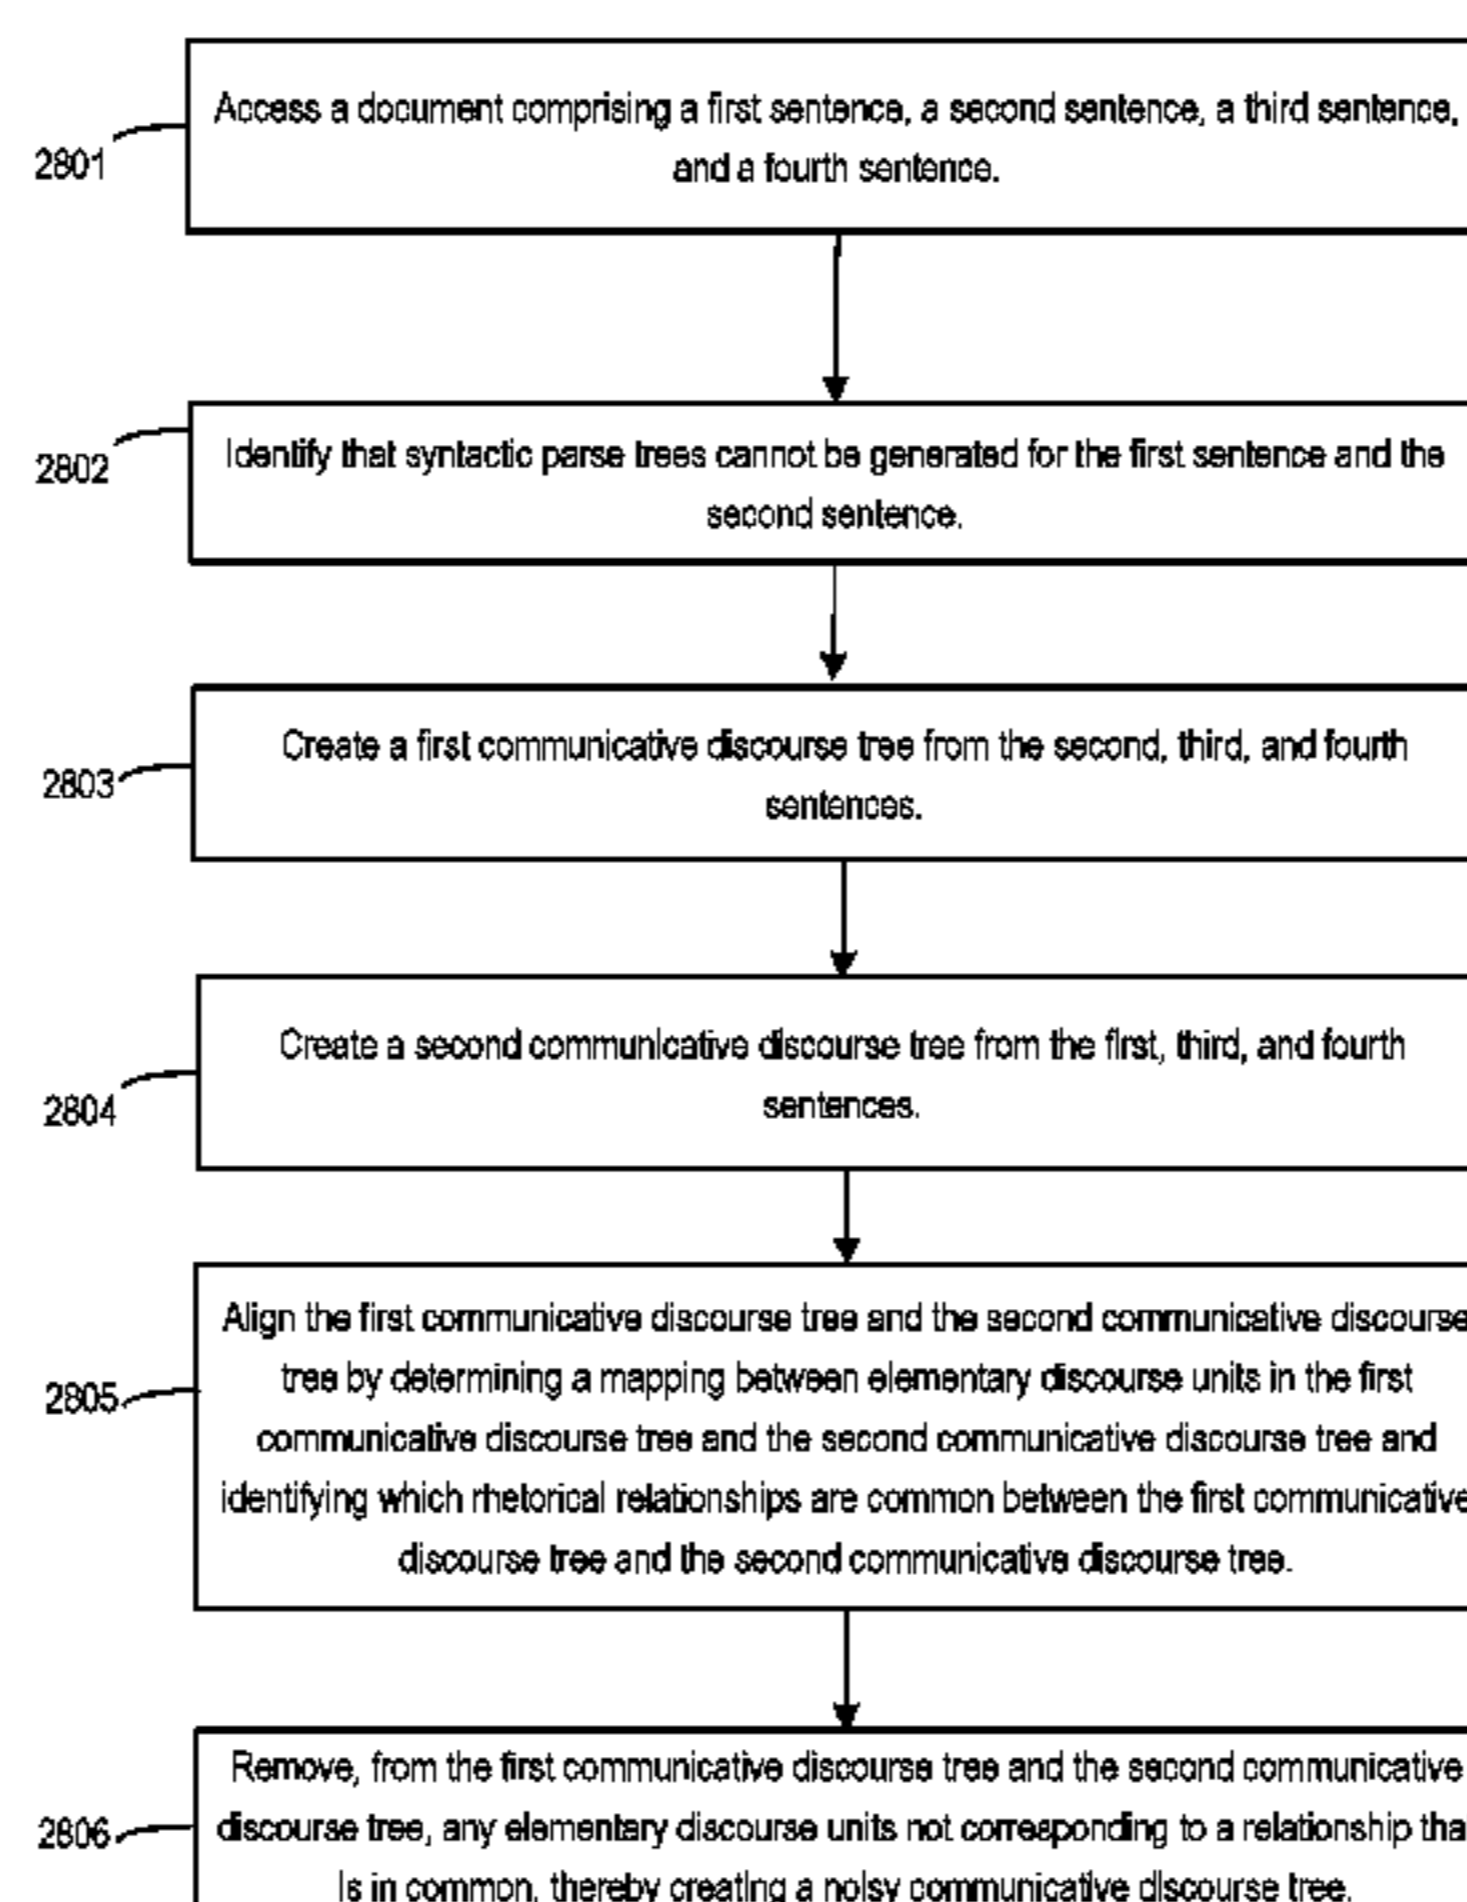 Access a document comprising a first sentence, a second sentence, a third sentence,
and a fourth sentence.
2801
Identify that syntactic parse trees cannot be generated for the first sentence and the
second sentence.
2802
Create a first communicative discourse tree from the second, third, and fourth
sentences.
2803
Create a second communicative discourse tree from the first, third, and fourth
sentences.
2804
Align the first communicative discourse tree and the second communicative discourse
tree by determining a mapping between elementary discourse units in the first
communicative discourse tree and the second communicative discourse tree and
identifying which rhetorical relationships are common between the first communicative
discourse tree and the second communicative discourse tree.
2805
Remove, from the first communicative discourse tree and the second communicative
discourse tree, any elementary discourse units not corresponding to a relationship tha
is in common, thereby creating a noisy communicative discourse tree.
2806